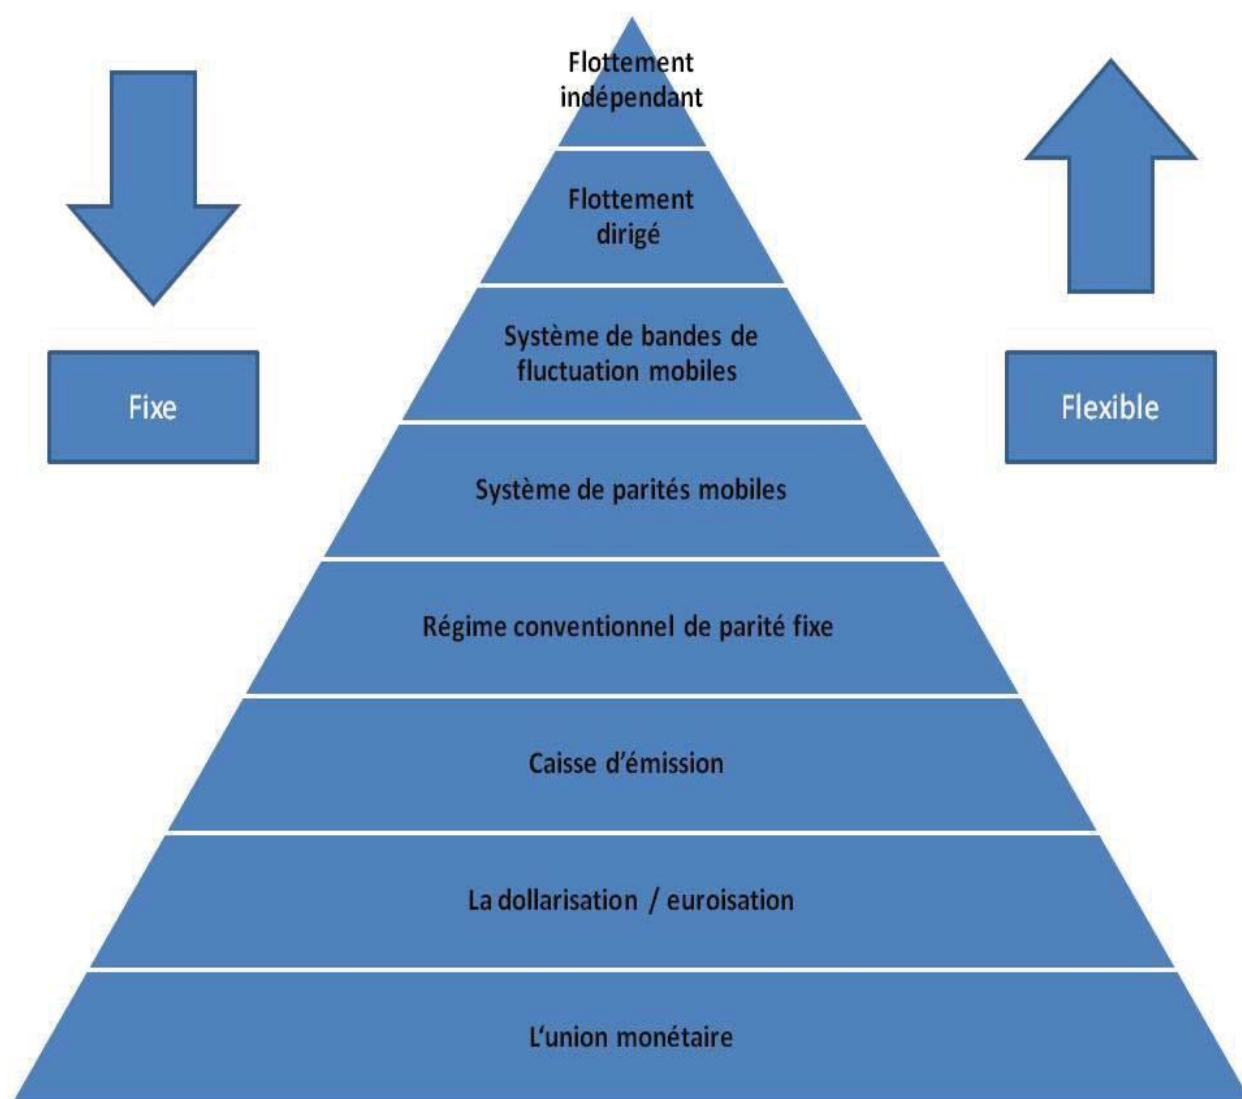 Flottement
indépendant
Flottement
dirigé
Système de bandes de
fluctuation mobiles
Fixe
Flexible
Système de parités mobiles
Régime conventionnel de parité fixe
Caisse d’émission
La dollarisation / euroisation
L‘union monétaire